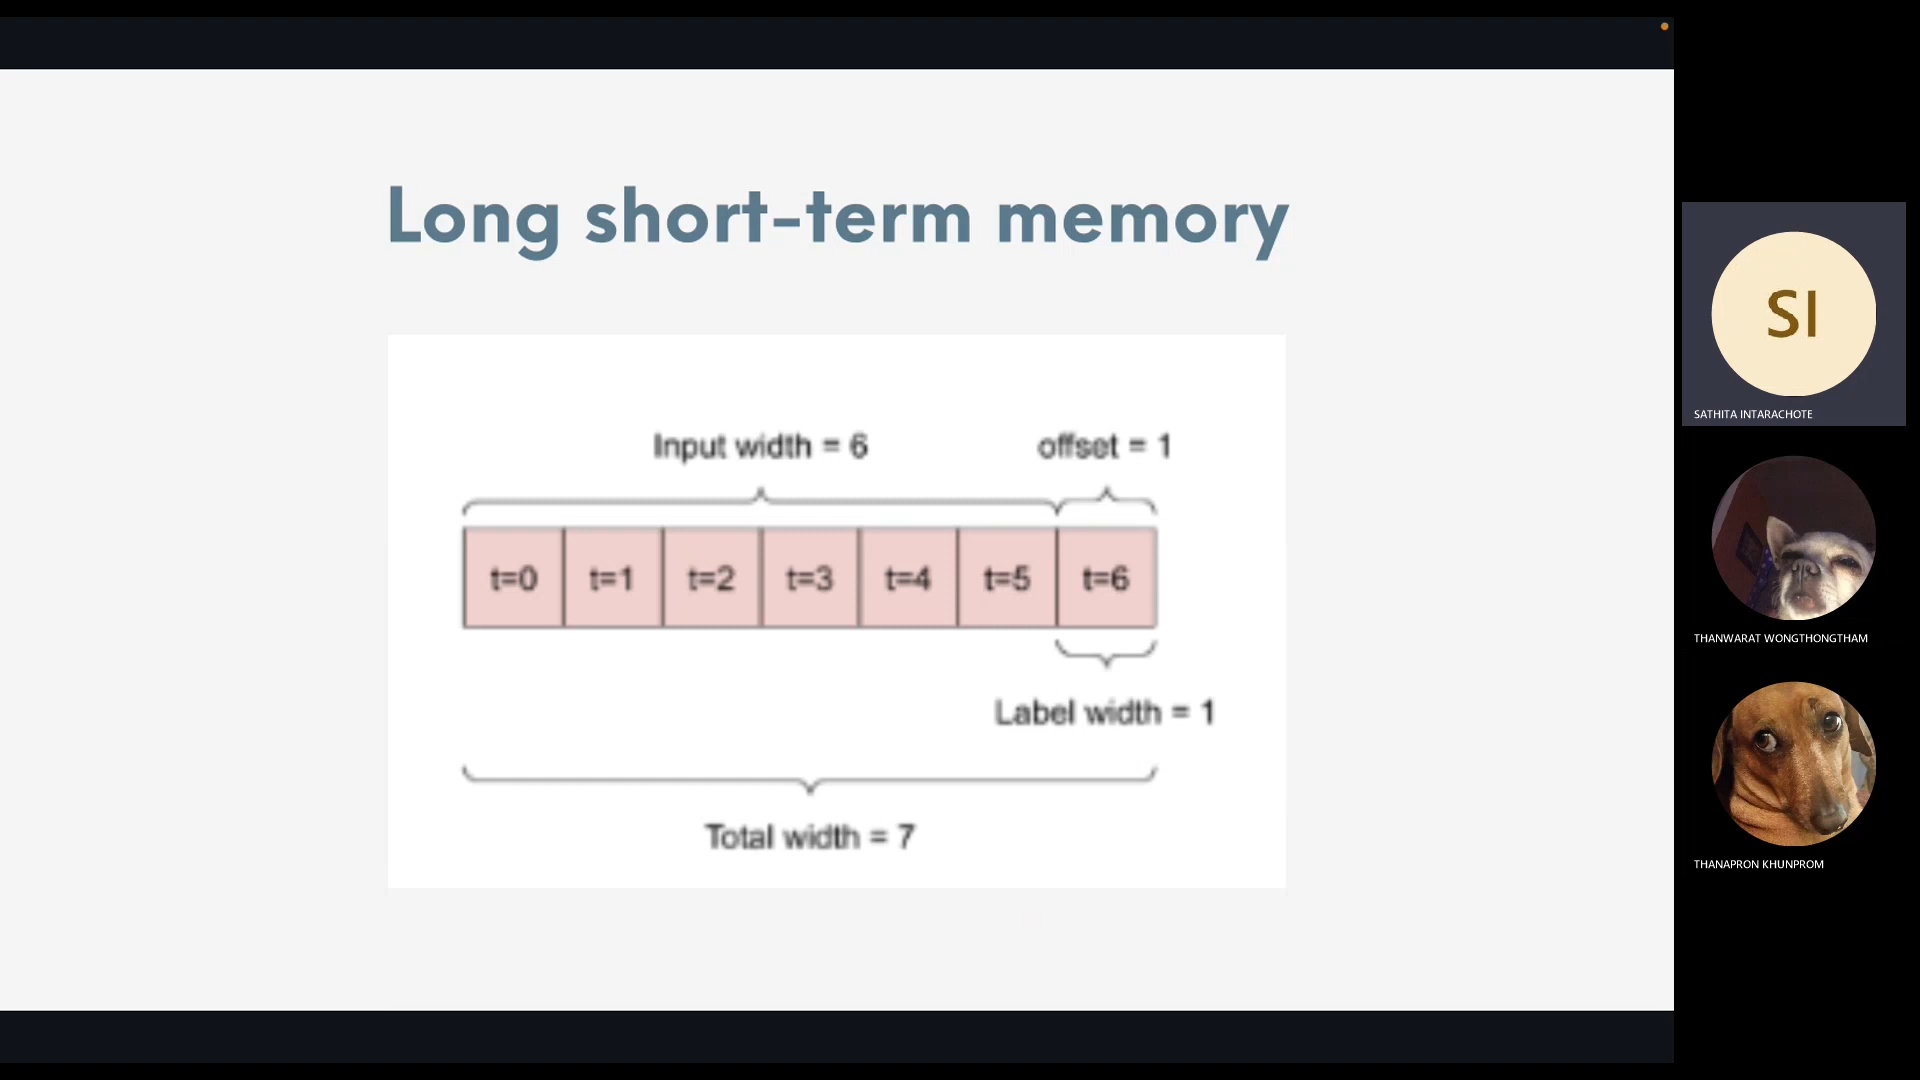 Long short-term memory
Input width = 6
offset = 1
t=0 t=1 t=2 t=3 t=4 t=5 t=6
Label width = 1
Total width = 7
SI
SATHITA INTARACHOTE
THANWARAT WONGTHONGTHAM
THANAPRON KHUNPROM